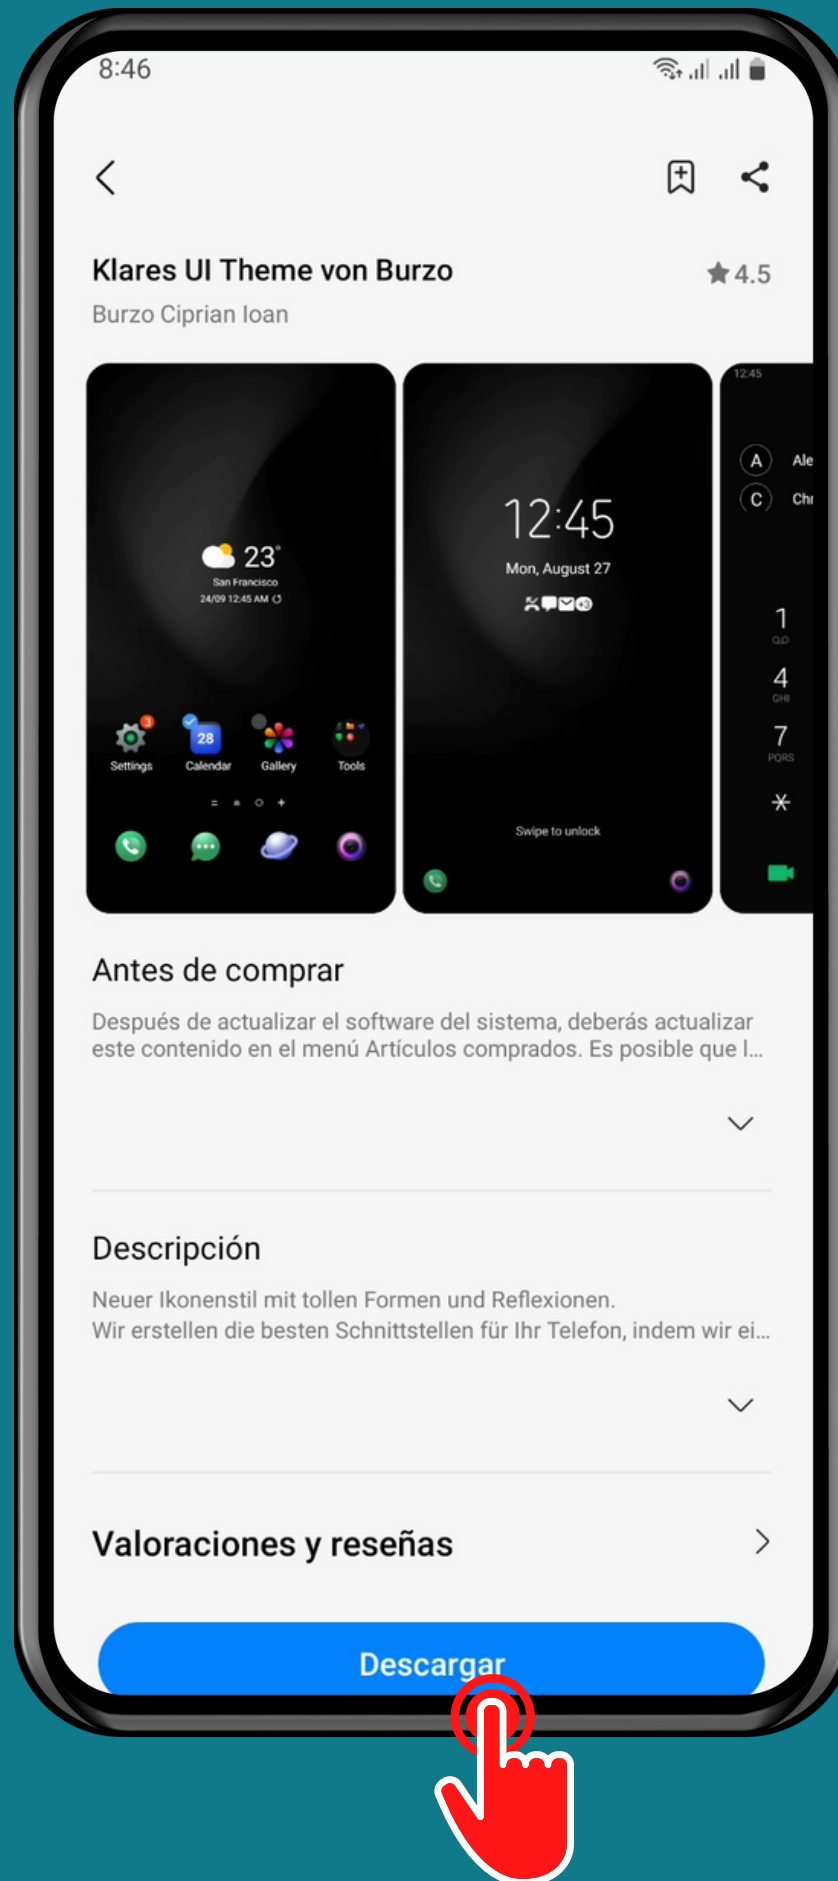 8:46
Klares UI Theme von Burzo
4.5
Burzo Ciprian Ioan
23°
San Francisco
24/09 12:45 AM
3
28
Settings
Calendar
Gallery
Tools
12:45
Mon, August 27
+3
Swipe to unlock
12:45
A Ale
C Chr
1
4
GHI
7
PQRS
Antes de comprar
Después de actualizar el software del sistema, deberás actualizar
este contenido en el menú Artículos comprados. Es posible que l...
Descripción
Neuer Ikonenstil mit tollen Formen und Reflexionen.
Wir erstellen die besten Schnittstellen für Ihr Telefon, indem wir ei...
Valoraciones y reseñas
Descargar